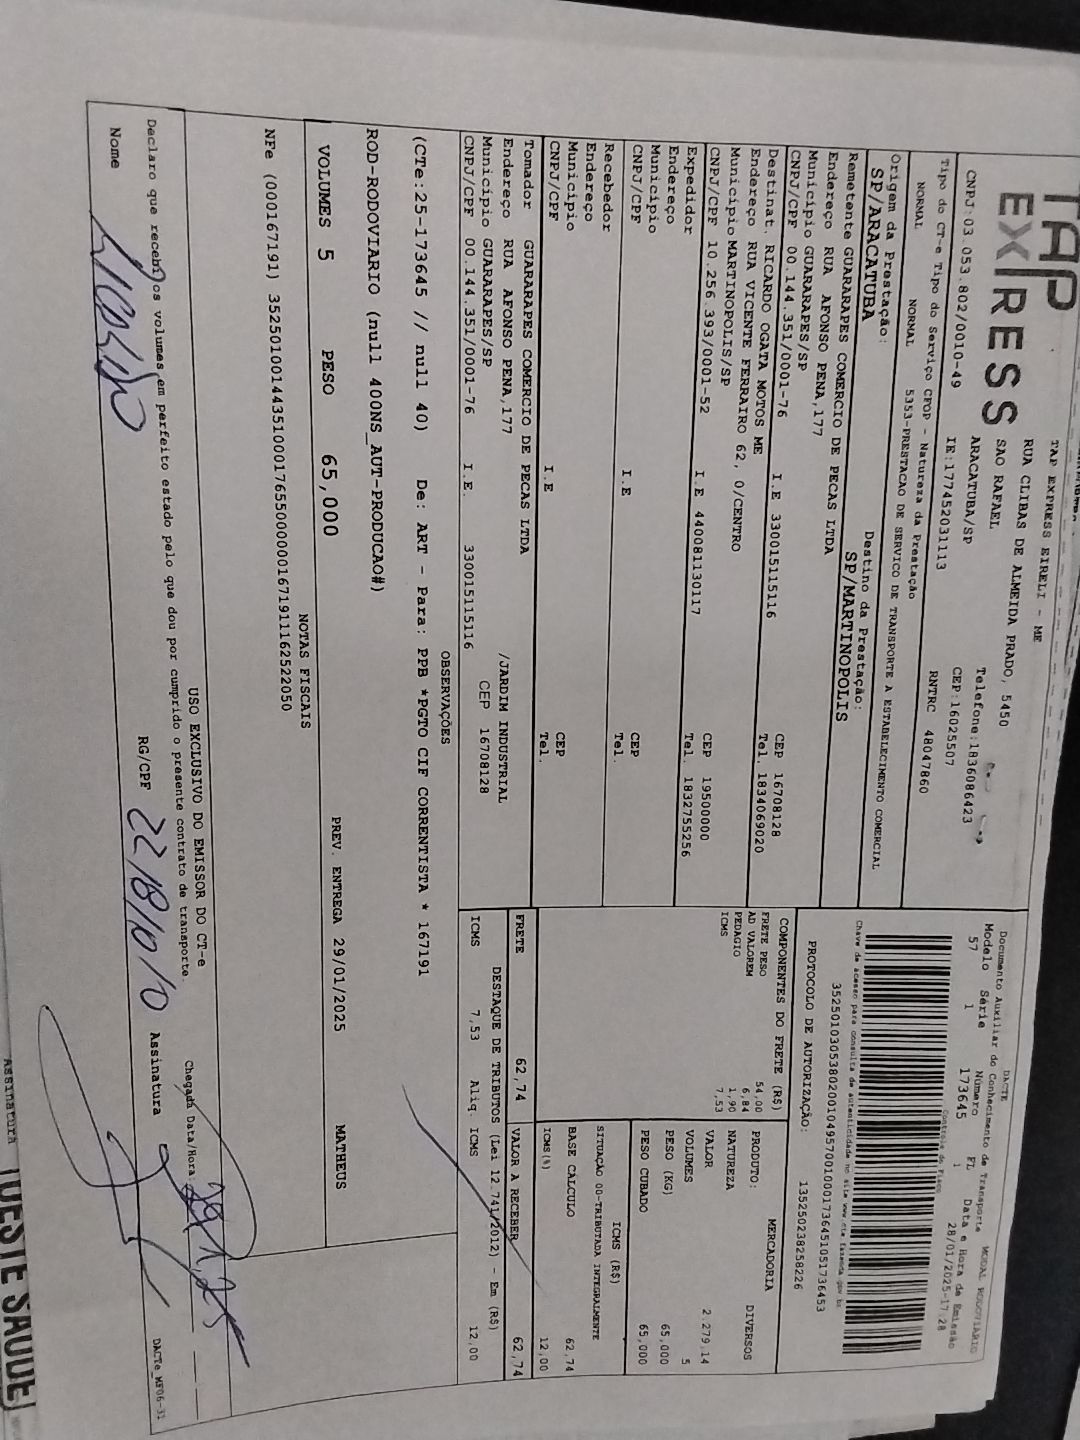 TAP
EXPRESS
TAP EXPRESS EIRELI - ME
RUA CLIBAS DE ALMEIDA PRADO, 5450
SAO RAFAEL
ARACATUBA/SP
Telefone:1836086423
CNPJ:03.053.802/0010-49
IE:177452031113
CEP:16025507
Tipo do CT-e Tipo do Serviço CFOP - Natureza da Prestação
RNTRC 48047860
NORMAL NORMAL 5353-PRESTACAO DE SERVICO DE TRANSPORTE A ESTABELECIMENTO COMERCIAL
Origem da Prestação: Destino da Prestação:
SP/ARACATUBA SP/MARTINOPOLIS
Remetente GUARARAPES COMERCIO DE PECAS LTDA
Endereço RUA AFONSO PENA,177
Município GUARARAPES/SP CEP 16708128
CNPJ/CPF 00.144.351/0001-76 I.E 330015115116 Tel. 1834069020
Destinat. RICARDO OGATA MOTOS ME
Endereço RUA VICENTE FERRAIRO 62, 0/CENTRO
Município MARTINOPOLIS/SP CEP 19500000
CNPJ/CPF 10.256.393/0001-52 I.E 440081130117 Tel. 1832755256
Expedidor
Endereço
Município CEP
CNPJ/CPF I.E Tel.
Recebedor
Endereço
Município CEP
CNPJ/CPF I.E Tel.
Tomador GUARARAPES COMERCIO DE PECAS LTDA
Endereço RUA AFONSO PENA,177 /JARDIM INDUSTRIAL
Município GUARARAPES/SP CEP 16708128
CNPJ/CPF 00.144.351/0001-76 I.E. 330015115116
DACTE MODAL RODOVIARIO
Documento Auxiliar do Conhecimento de Transporte
Modelo Série Número FL Data e Hora de Emissão
57 1 173645 1 28/01/2025-17:28
Controle do Fisco
Chave de acesso para consulta de autenticidade no site www.cte.fazenda.gov.br
35250103053802001049570010001736451051736453
PROTOCOLO DE AUTORIZAÇÃO: 135250238258226
COMPONENTES DO FRETE (R$)
FRETE PESO 54,00
AD VALOREM 6,84
PEDAGIO 1,90
ICMS 7,53
MERCADORIA
PRODUTO: DIVERSOS
NATUREZA
VALOR 2.279,14
VOLUMES 5
PESO (KG) 65,000
PESO CUBADO 65,000
ICMS (R$)
SITUAÇÃO 00-TRIBUTADA INTEGRALMENTE
BASE CÁLCULO 62,74
ICMS(%) 12,00
FRETE 62,74 VALOR A RECEBER 62,74
DESTAQUE DE TRIBUTOS (Lei 12.741/2012) - Em (R$)
ICMS 7,53 Aliq. ICMS 12,00
OBSERVAÇÕES
(CTe:25-173645 // null 40) De: ART - Para: PPB *PGTO CIF CORRENTISTA * 167191
ROD-RODOVIARIO (null 400NS_AUT-PRODUCAO#)
VOLUMES 5 PESO 65,000 PREV. ENTREGA 29/01/2025 MATHEUS
NOTAS FISCAIS
NFe (000167191) 35250100144351000176550000001671911162522050
USO EXCLUSIVO DO EMISSOR DO CT-e
Declaro que recebi os volumes em perfeito estado pelo que dou por cumprido o presente contrato de transporte.
Chegada Data/Hora:
Nome RG/CPF Assinatura
DACTe_MF06-31
Assinatura